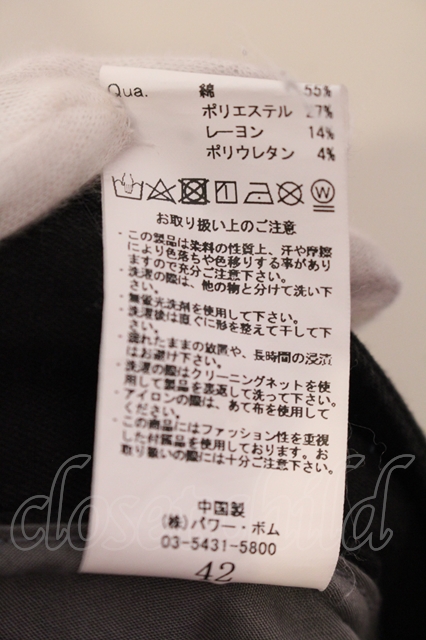 Qua. 綿 55%
ポリエステル 27%
レーヨン 14%
ポリウレタン 4%
W
お取り扱い上のご注意
・この製品は染料の性質上、汗や摩擦
により色落ちや色移りする事があり
ますので充分ご注意下さい。
・洗濯の際は、他の物と分けて洗い下
さい。
・無蛍光洗剤を使用して下さい。
・洗濯後は直ぐに形を整えて干して下
さい。
・濡れたままの放置や、長時間の浸漬
はお避け下さい。
・洗濯の際はクリーニングネットを使
用して製品を裏返して洗って下さい。
・アイロンの際は、あて布を使用して
ください。
・この商品にはファッション性を重視
した付属品を使用しております。お
取り扱いの際には十分ご注意下さい。
中国製
(株) パワー・ボム
03-5431-5800
42
closet child